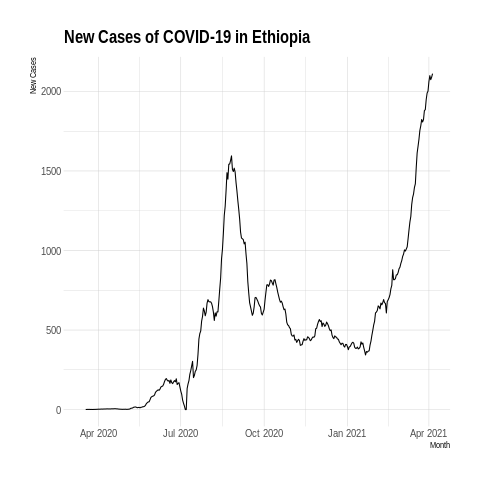 New Cases of COVID-19 in Ethiopia
New Cases
2000
1500
1000
500
0
Apr 2020 Jul 2020 Oct 2020 Jan 2021 Apr 2021
Month